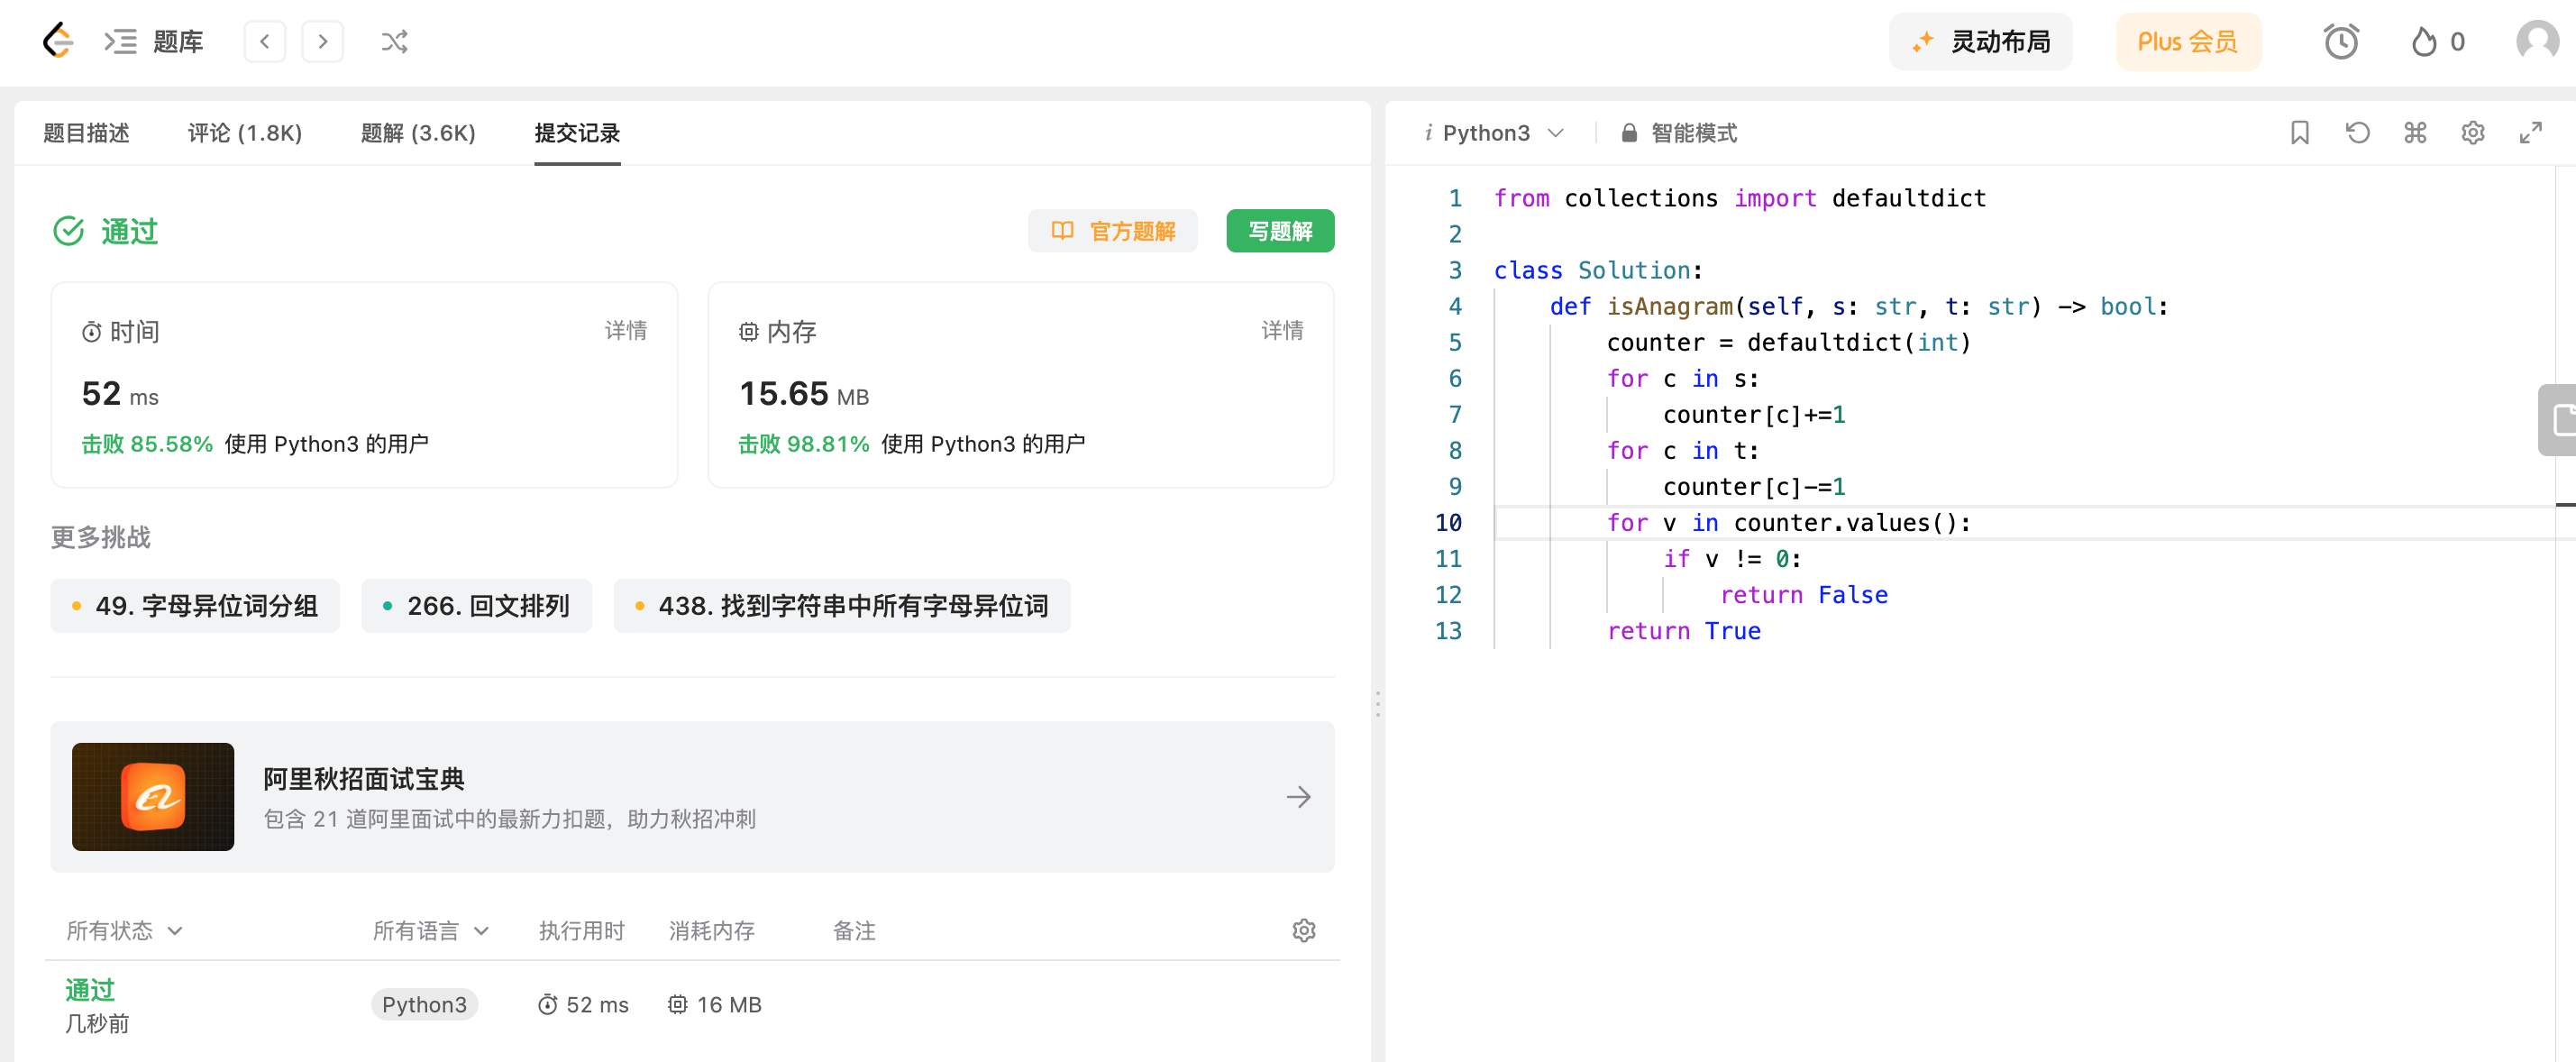 题库
灵动布局
Plus 会员
0
题目描述
评论 (1.8K)
题解 (3.6K)
提交记录
通过
官方题解
写题解
时间
详情
52 ms
击败 85.58% 使用 Python3 的用户
内存
详情
15.65 MB
击败 98.81% 使用 Python3 的用户
更多挑战
49. 字母异位词分组
266. 回文排列
438. 找到字符串中所有字母异位词
阿里秋招面试宝典
包含 21 道阿里面试中的最新力扣题，助力秋招冲刺
所有状态
所有语言
执行用时
消耗内存
备注
通过
几秒前
Python3
52 ms
16 MB
i Python3
智能模式
1 from collections import defaultdict
2
3 class Solution:
4     def isAnagram(self, s: str, t: str) -> bool:
5         counter = defaultdict(int)
6         for c in s:
7             counter[c]+=1
8         for c in t:
9             counter[c]-=1
10         for v in counter.values():
11             if v != 0:
12                 return False
13         return True